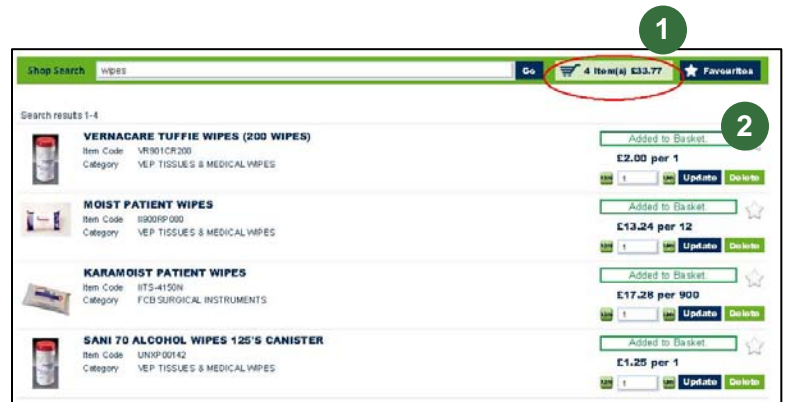 1
Shop Search wipes Go 4 Item(s) £33.77 Favourites
Search results 1-4
2
VERNACARE TUFFIE WIPES (200 WIPES)
Added to Basket.
Item Code VR901CR200
£2.00 per 1
Category VEP TISSUES & MEDICAL WIPES
1 Update Delete
MOIST PATIENT WIPES
Added to Basket.
Item Code
£13.24 per 12
Category VEP TISSUES & MEDICAL WIPES
1 Update Delete
KARAMOIST PATIENT WIPES
Added to Basket.
Item Code IITS-4150N
£17.28 per 900
Category FCB SURGICAL INSTRUMENTS
1 Update Delete
SANI 70 ALCOHOL WIPES 125'S CANISTER
Added to Basket.
Item Code UNXP00142
£1.25 per 1
Category VEP TISSUES & MEDICAL WIPES
1 Update Delete